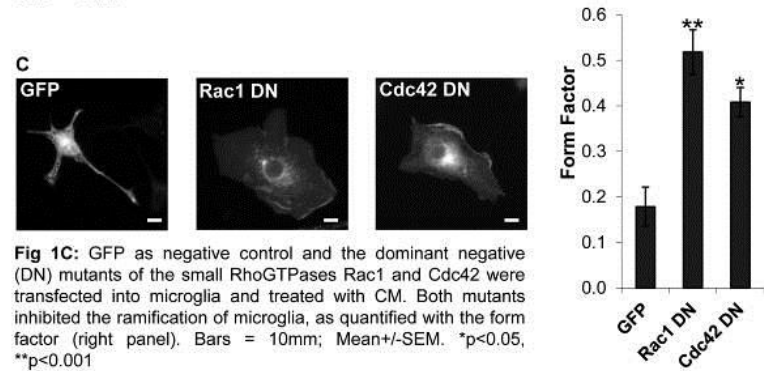 C
GFP
Rac1 DN
Cdc42 DN
Fig 1C: GFP as negative control and the dominant negative
(DN) mutants of the small RhoGTPases Rac1 and Cdc42 were
transfected into microglia and treated with CM. Both mutants
inhibited the ramification of microglia, as quantified with the form
factor (right panel). Bars = 10mm; Mean+/-SEM. *p<0.05,
**p<0.001
Form Factor
0.6
0.5
0.4
0.3
0.2
0.1
0.0
**
*
GFP
Rac1 DN
Cdc42 DN